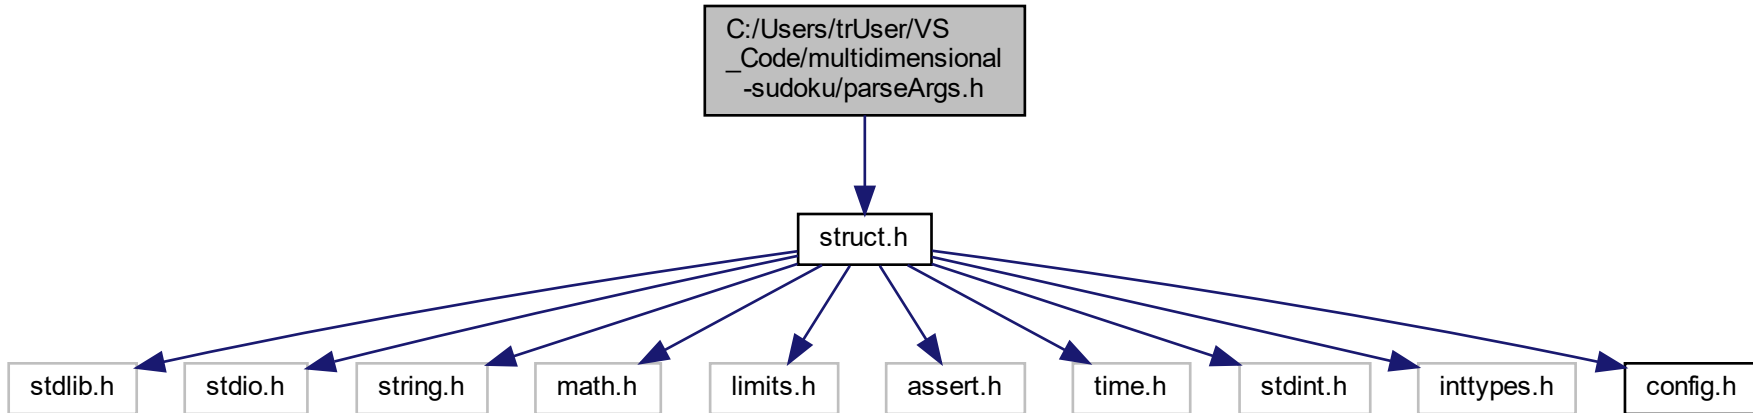 C:/Users/trUser/VS
_Code/multidimensional
-sudoku/parseArgs.h
struct.h
stdlib.h
stdio.h
string.h
math.h
limits.h
assert.h
time.h
stdint.h
inttypes.h
config.h